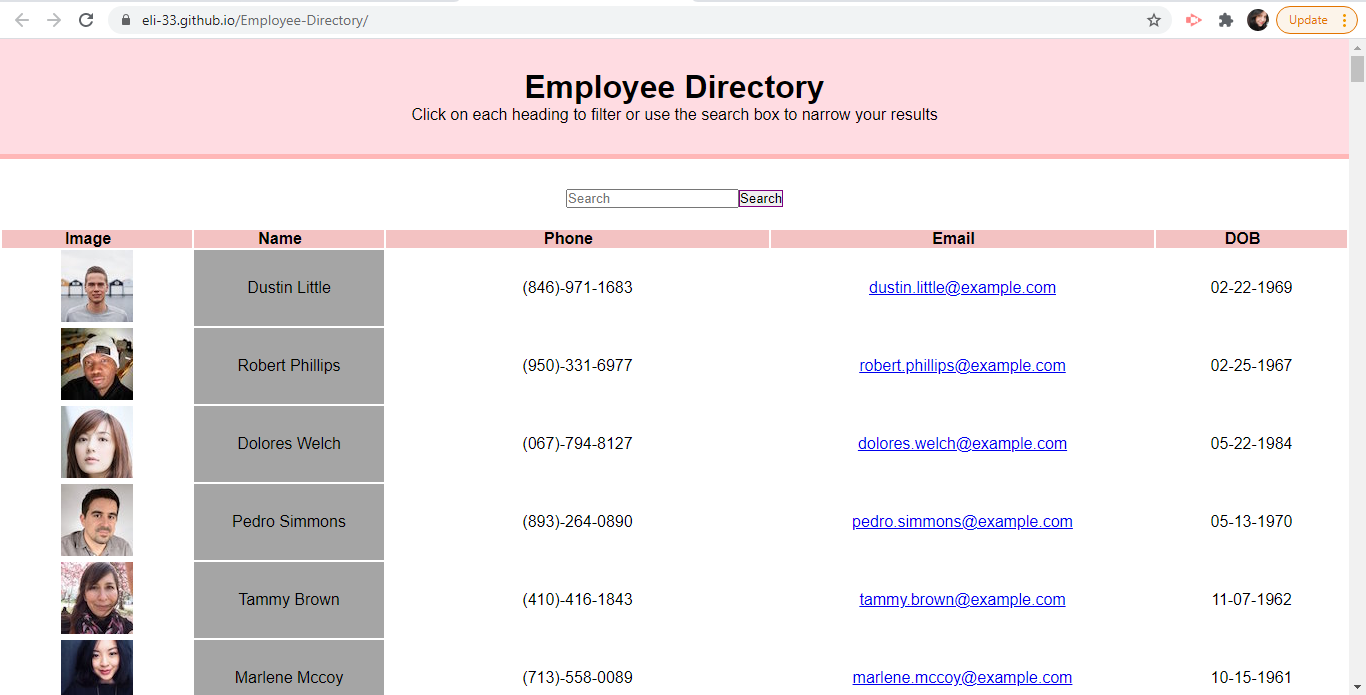 eli-33.github.io/Employee-Directory/
Update
Employee Directory
Click on each heading to filter or use the search box to narrow your results
Search Search
Image Name Phone Email DOB
Dustin Little (846)-971-1683 dustin.little@example.com 02-22-1969
Robert Phillips (950)-331-6977 robert.phillips@example.com 02-25-1967
Dolores Welch (067)-794-8127 dolores.welch@example.com 05-22-1984
Pedro Simmons (893)-264-0890 pedro.simmons@example.com 05-13-1970
Tammy Brown (410)-416-1843 tammy.brown@example.com 11-07-1962
Marlene Mccoy (713)-558-0089 marlene.mccoy@example.com 10-15-1961